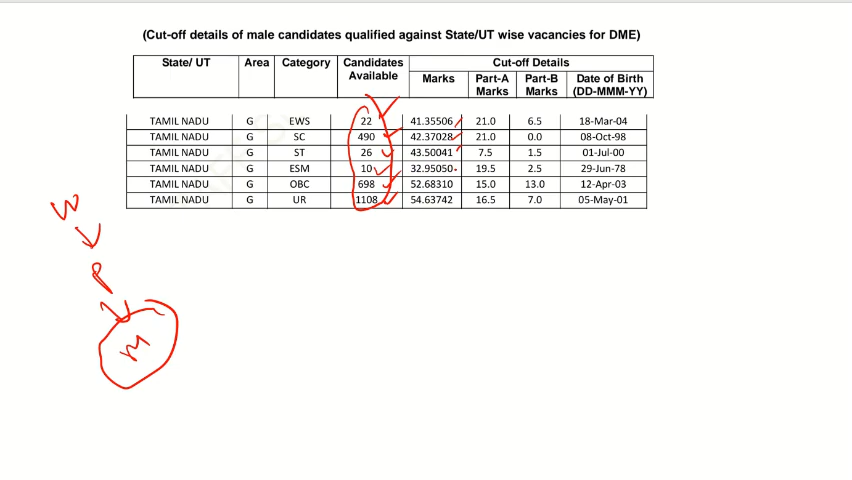 (Cut-off details of male candidates qualified against State/UT wise vacancies for DME)
State/ UT Area Category Candidates Available Cut-off Details
Marks Part-A Marks Part-B Marks Date of Birth (DD-MMM-YY)
TAMIL NADU G EWS 22 41.35506 21.0 6.5 18-Mar-04
TAMIL NADU G SC 490 42.37028 21.0 0.0 08-Oct-98
TAMIL NADU G ST 26 43.50041 7.5 1.5 01-Jul-00
TAMIL NADU G ESM 10 32.95050 19.5 2.5 29-Jun-78
TAMIL NADU G OBC 698 52.68310 15.0 13.0 12-Apr-03
TAMIL NADU G UR 1108 54.63742 16.5 7.0 05-May-01
W
P
M